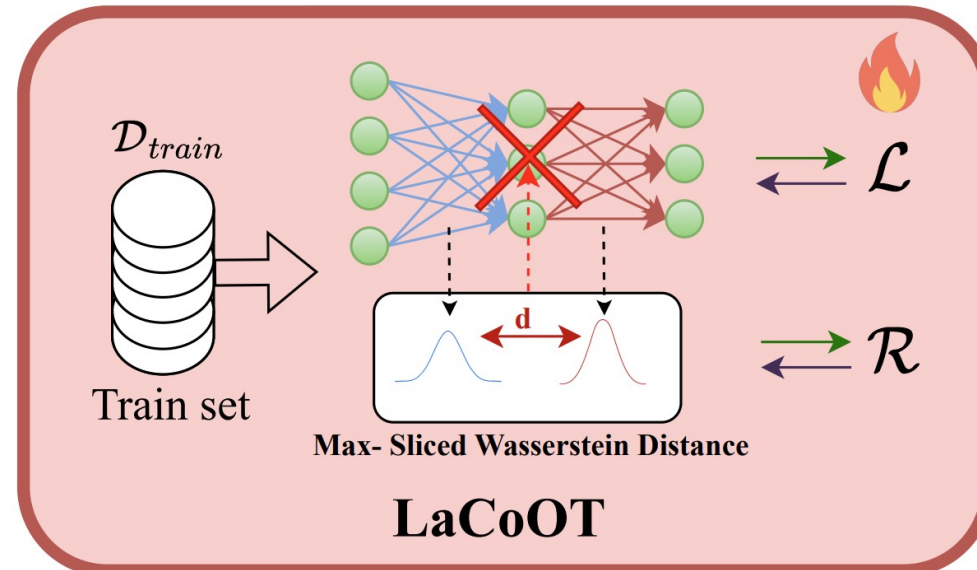 𝒟_train
Train set
ℒ
d
ℛ
Max- Sliced Wasserstein Distance
LaCoOT